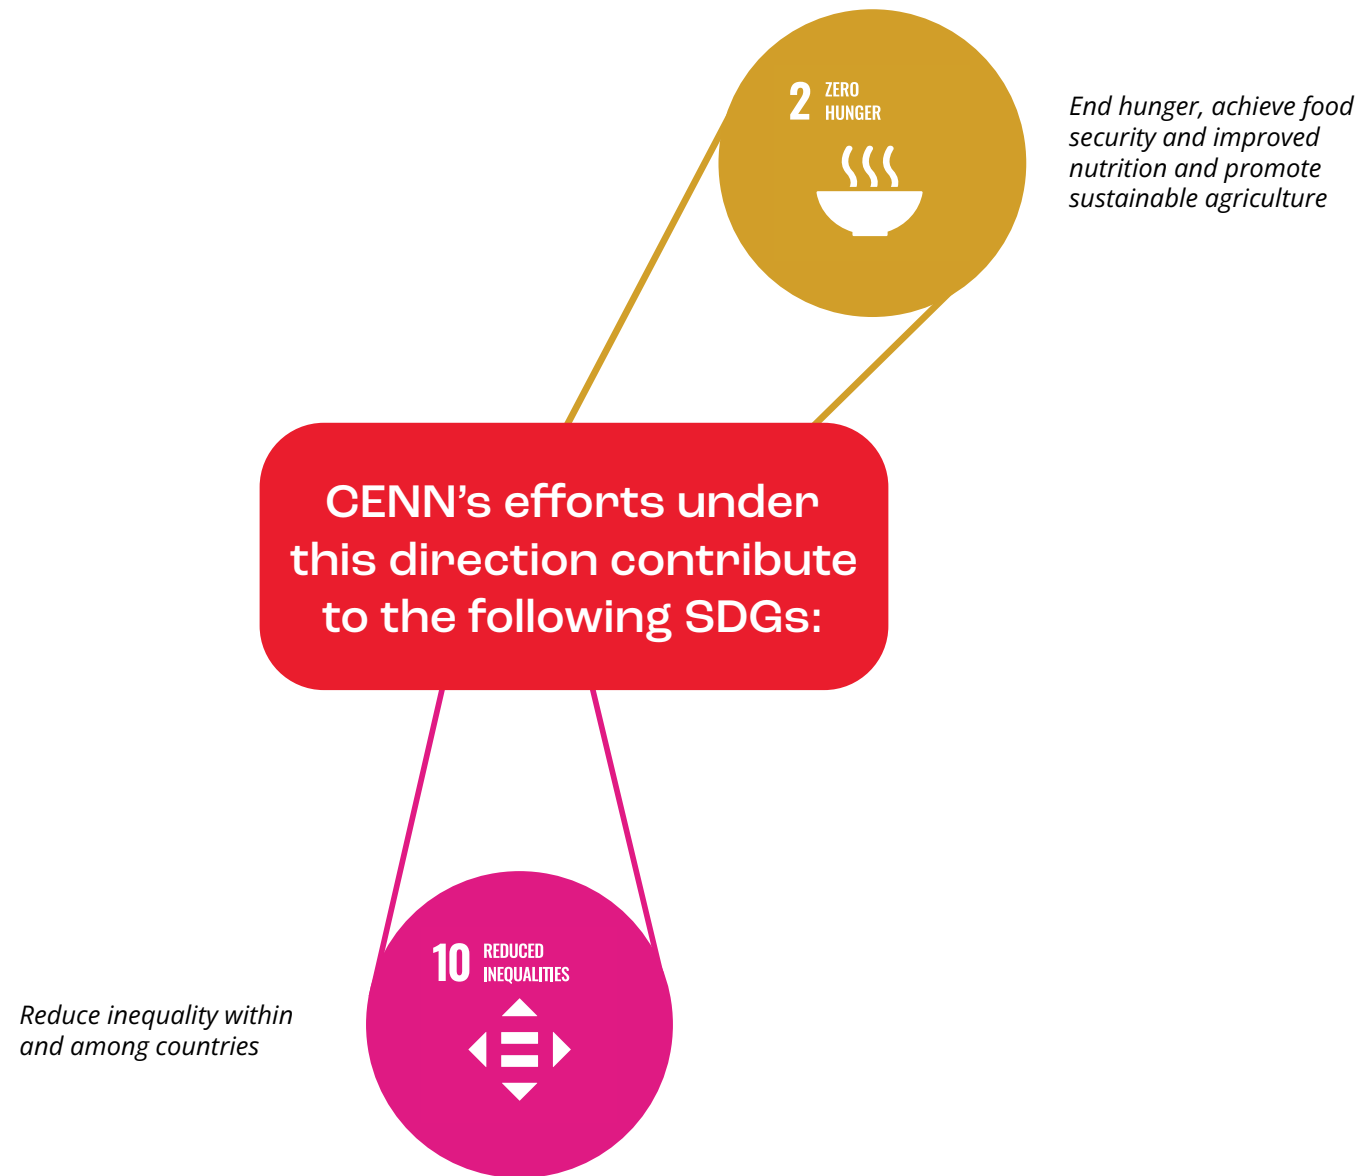 2 ZERO
HUNGER
End hunger, achieve food
security and improved
nutrition and promote
sustainable agriculture
CENN’s efforts under
this direction contribute
to the following SDGs:
10 REDUCED
INEQUALITIES
Reduce inequality within
and among countries